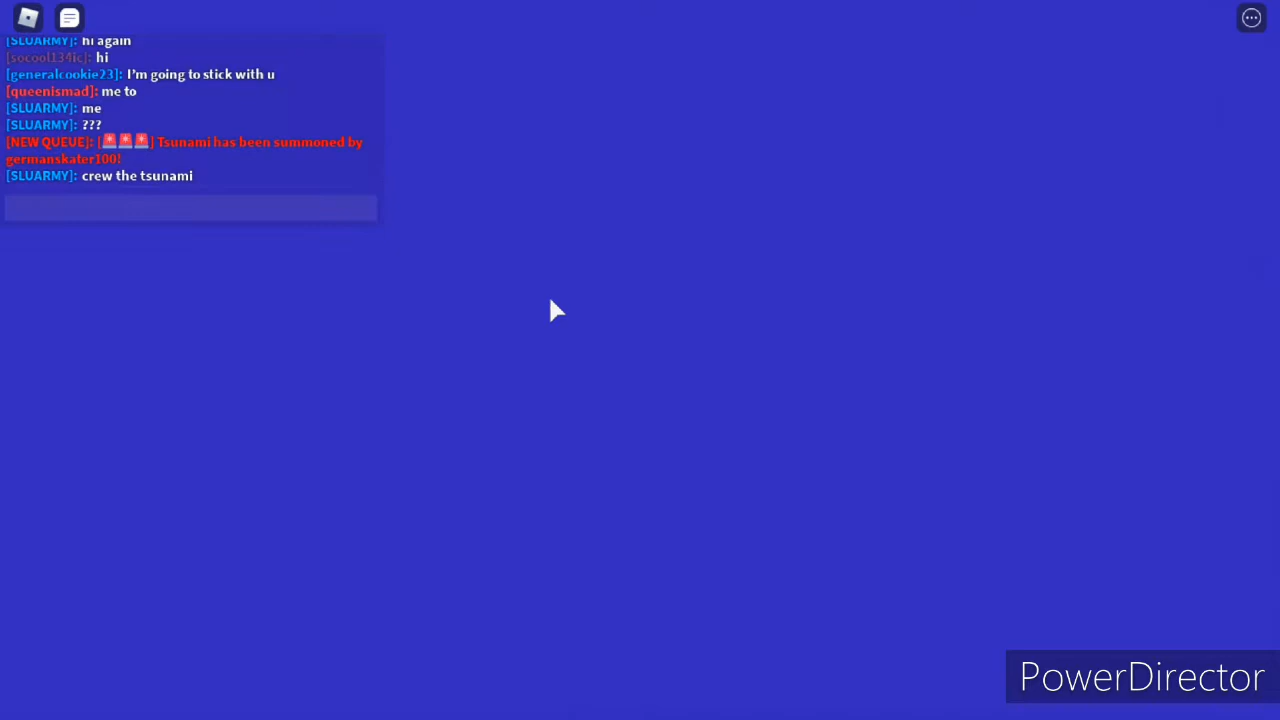 [SLUARMY]: hi again
[socool134ic]: hi
[generalcookie23]: I'm going to stick with u
[queenismad]: me to
[SLUARMY]: me
[SLUARMY]: ???
[NEW QUEUE]: [🚨🚨🚨] Tsunami has been summoned by
germanskater100!
[SLUARMY]: crew the tsunami
PowerDirector